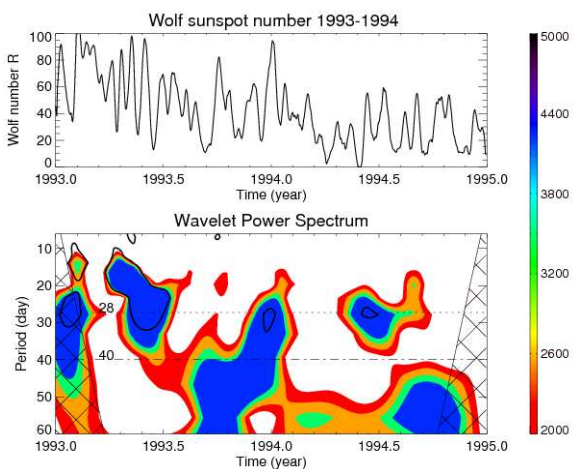 Wolf sunspot number 1993-1994
Wolf number R
100
80
60
40
20
0
1993.0 1993.5 1994.0 1994.5 1995.0
Time (year)
Wavelet Power Spectrum
Period (day)
10
20
30
40
50
60
28
40
1993.0 1993.5 1994.0 1994.5 1995.0
Time (year)
5000
4400
3800
3200
2600
2000